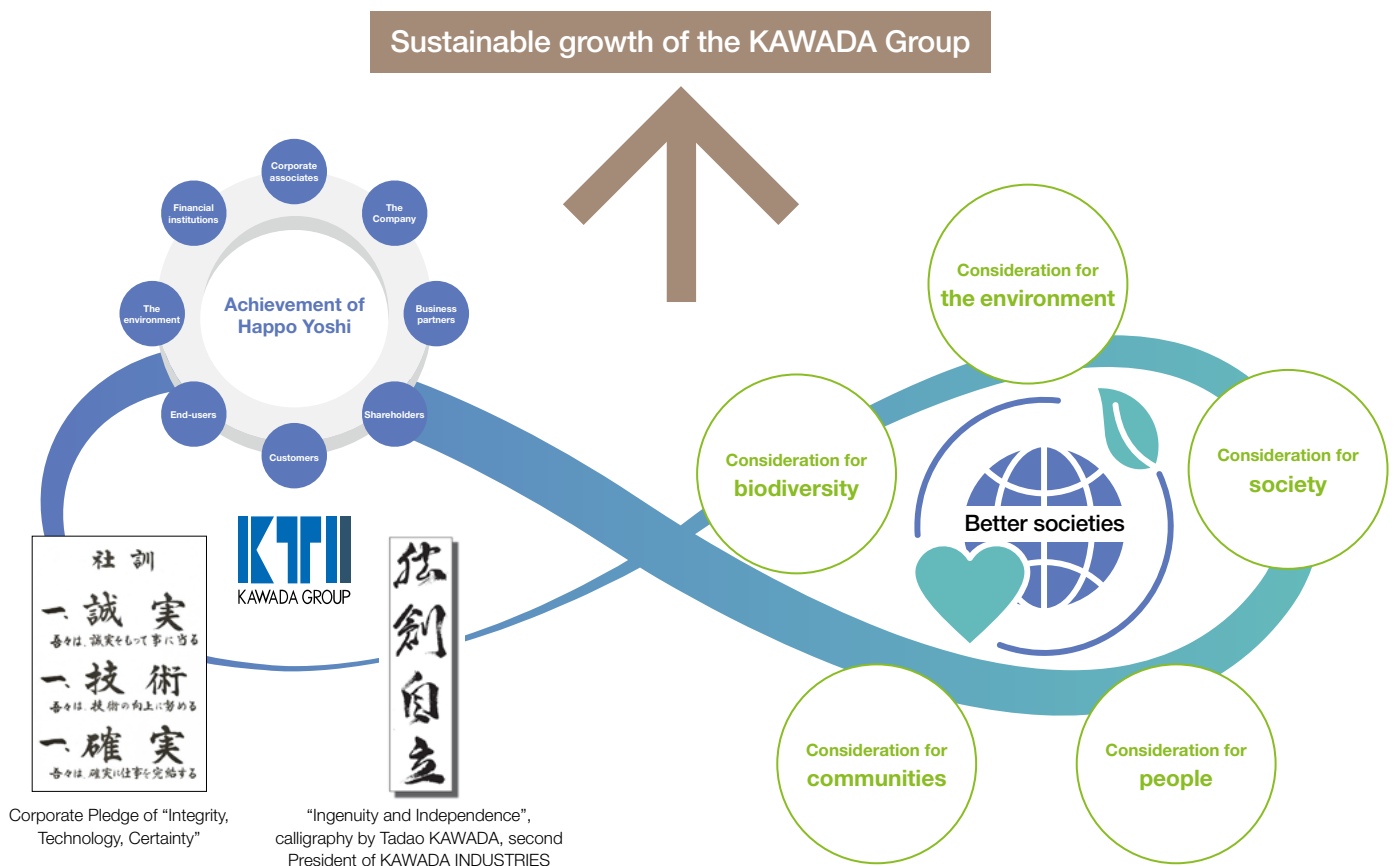 Sustainable growth of the KAWADA Group
Corporate
associates
Financial
institutions
The
Company
The
environment
Business
partners
Achievement of
Happo Yoshi
End-users
Shareholders
Customers
Consideration for
the environment
Consideration for
biodiversity
Consideration for
society
Better societies
Consideration for
communities
Consideration for
people
社 訓
一、誠 実
吾々は、誠実をもって事に当る
一、技 術
吾々は、技術の向上に努める
一、確 実
吾々は、確実に仕事を完結する
KTI
KAWADA GROUP
独創自立
Corporate Pledge of “Integrity,
Technology, Certainty”
“Ingenuity and Independence”,
calligraphy by Tadao KAWADA, second
President of KAWADA INDUSTRIES